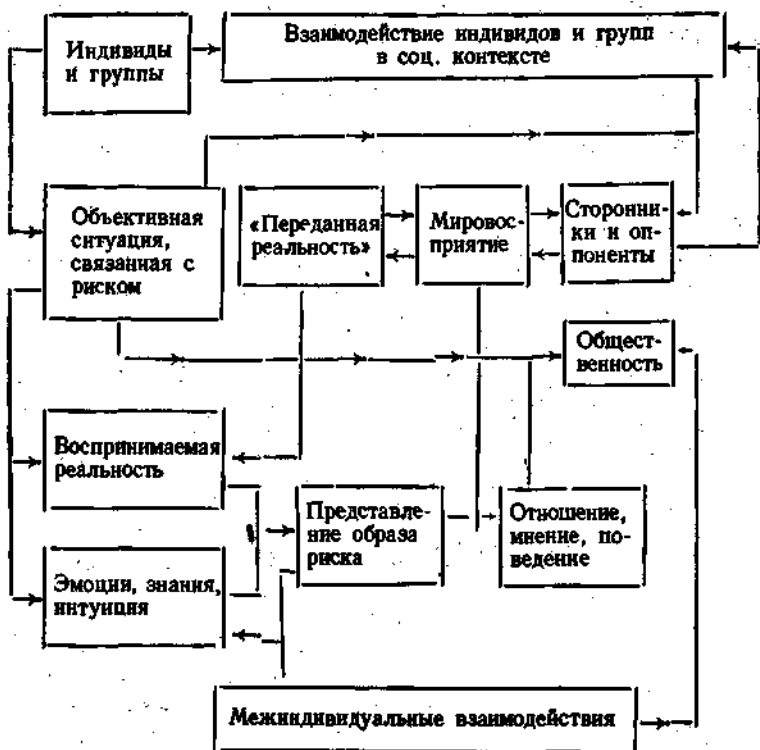 Индивиды
и группы
Взаимодействие индивидов и групп
в соц. контексте
Объективная
ситуация,
связанная с
риском
«Переданная
реальность»
Мировос-
приятие
Сторонни-
ки и оп-
поненты
Общест-
венность
Воспринимаемая
реальность
Представле-
ние образа
риска
Отношение,
мнение, по-
ведение
Эмоции, знания,
интуиция
Межиндивидуальные взаимодействия